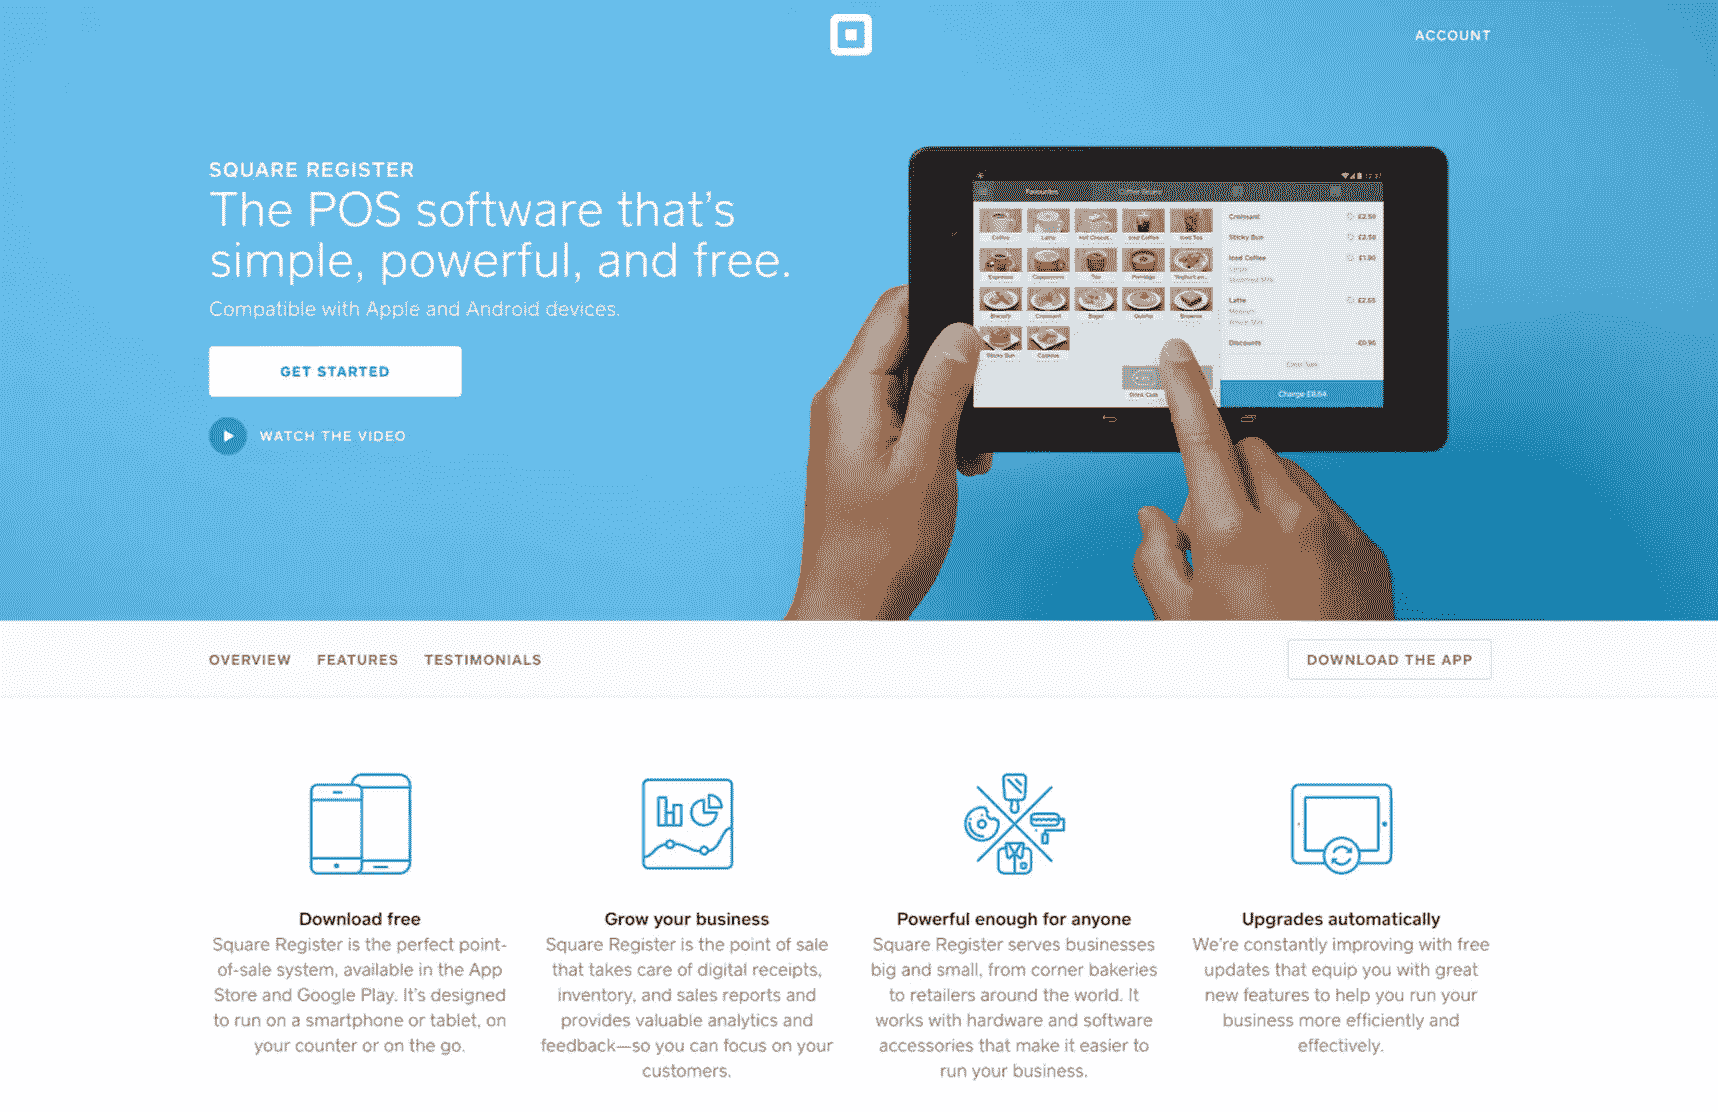 ACCOUNT
SQUARE REGISTER
The POS software that's
simple, powerful, and free.
Compatible with Apple and Android devices.
GET STARTED
WATCH THE VIDEO
Favourites
Coffee
Latte
Hot Chocol...
Iced Coffee
Iced Tea
Espresso
Cappuccino
Tea
Porridge
Yoghurt an...
Biscotti
Croissant
Bagel
Quiche
Brownie
Sticky Bun
Cookies
Croissant £2.50
Sticky Bun £2.50
Iced Coffee £1.90
Latte £2.65
Medium
Discounts -£0.96
Clear Sale
Charge £8.64
OVERVIEW FEATURES TESTIMONIALS
DOWNLOAD THE APP
Download free
Square Register is the perfect point-
of-sale system, available in the App
Store and Google Play. It's designed
to run on a smartphone or tablet, on
your counter or on the go.
Grow your business
Square Register is the point of sale
that takes care of digital receipts,
inventory, and sales reports and
provides valuable analytics and
feedback—so you can focus on your
customers.
Powerful enough for anyone
Square Register serves businesses
big and small, from corner bakeries
to retailers around the world. It
works with hardware and software
accessories that make it easier to
run your business.
Upgrades automatically
We're constantly improving with free
updates that equip you with great
new features to help you run your
business more efficiently and
effectively.